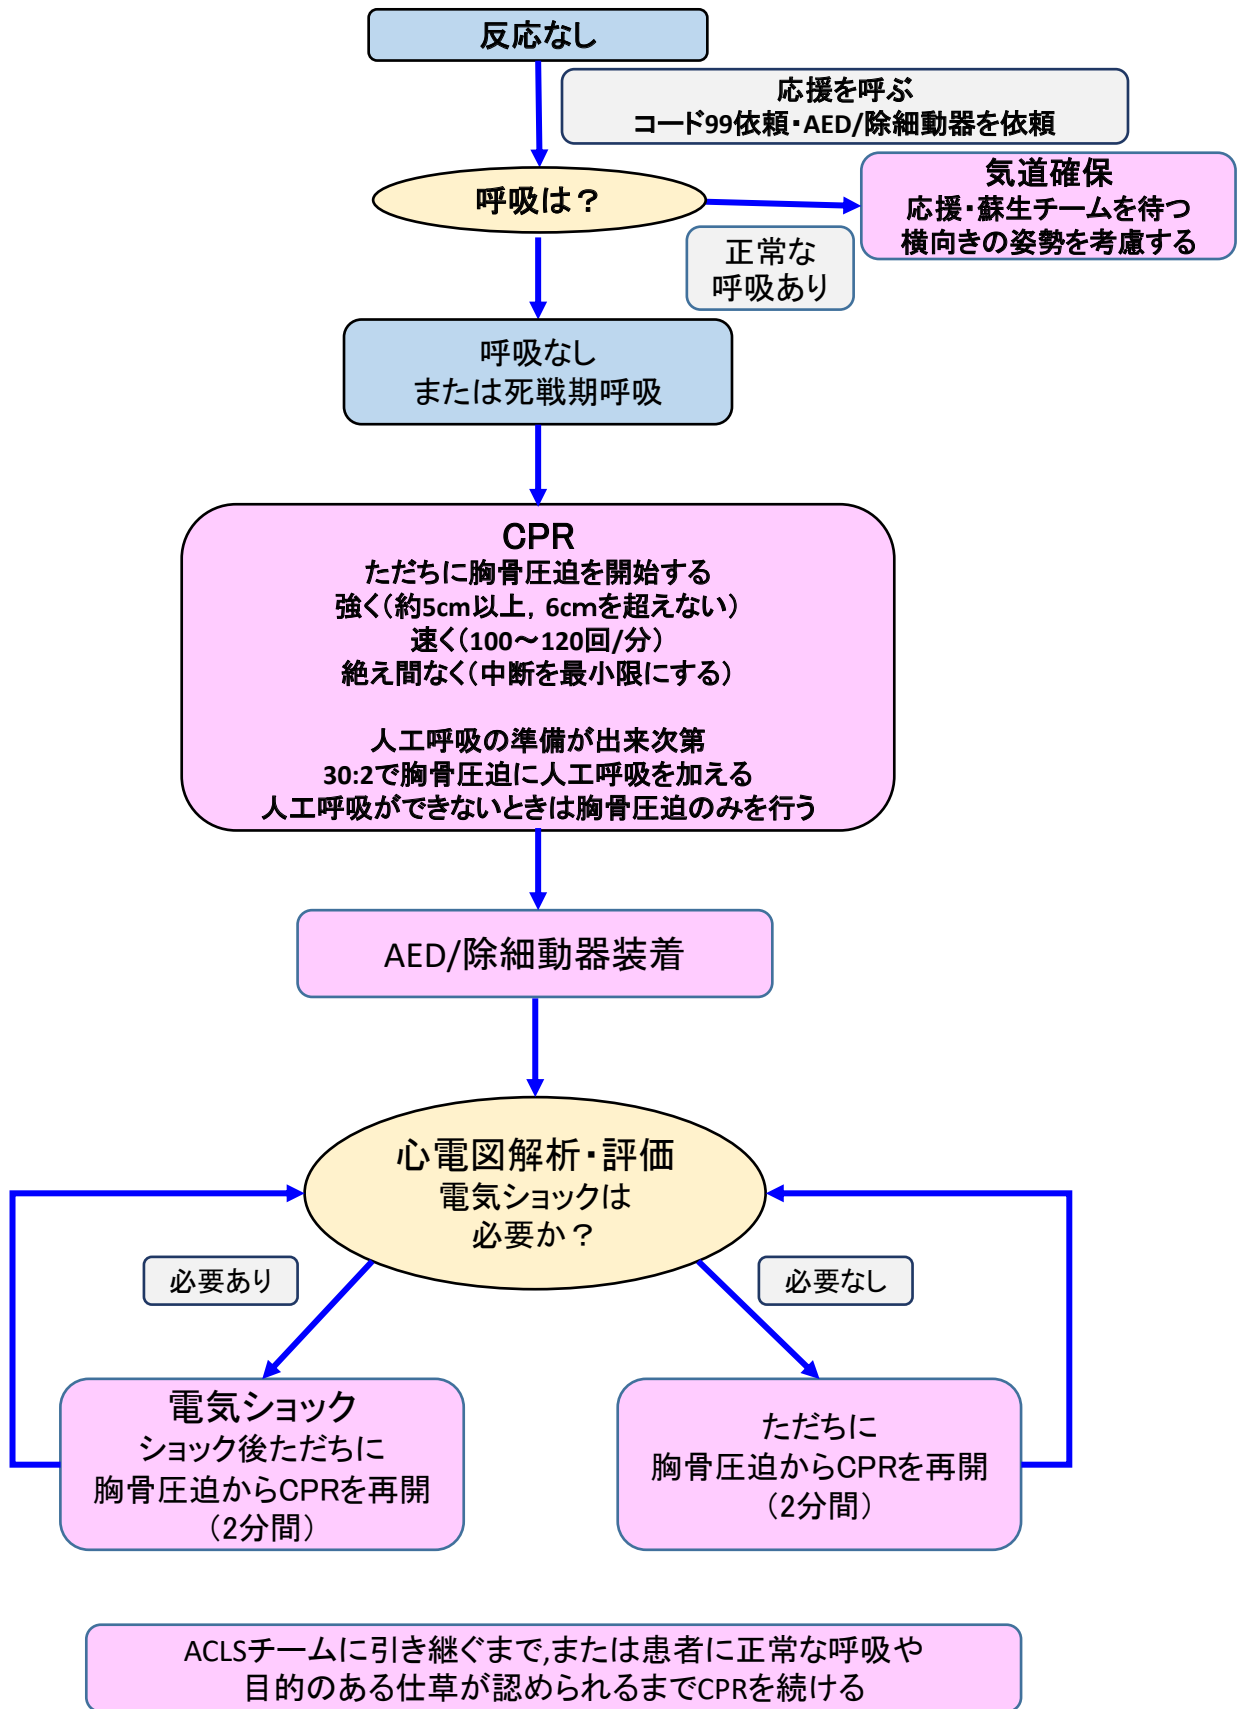 反応なし
応援を呼ぶ
コード99依頼・AED/除細動器を依頼
呼吸は？
気道確保
応援・蘇生チームを待つ
横向きの姿勢を考慮する
正常な
呼吸あり
呼吸なし
または死戦期呼吸
CPR
ただちに胸骨圧迫を開始する
強く（約5cm以上，6cmを超えない）
速く（100～120回/分）
絶え間なく（中断を最小限にする）
人工呼吸の準備が出来次第
30:2で胸骨圧迫に人工呼吸を加える
人工呼吸ができないときは胸骨圧迫のみを行う
AED/除細動器装着
心電図解析・評価
電気ショックは
必要か？
必要あり
必要なし
電気ショック
ショック後ただちに
胸骨圧迫からCPRを再開
（2分間）
ただちに
胸骨圧迫からCPRを再開
（2分間）
ACLSチームに引き継ぐまで,または患者に正常な呼吸や
目的のある仕草が認められるまでCPRを続ける